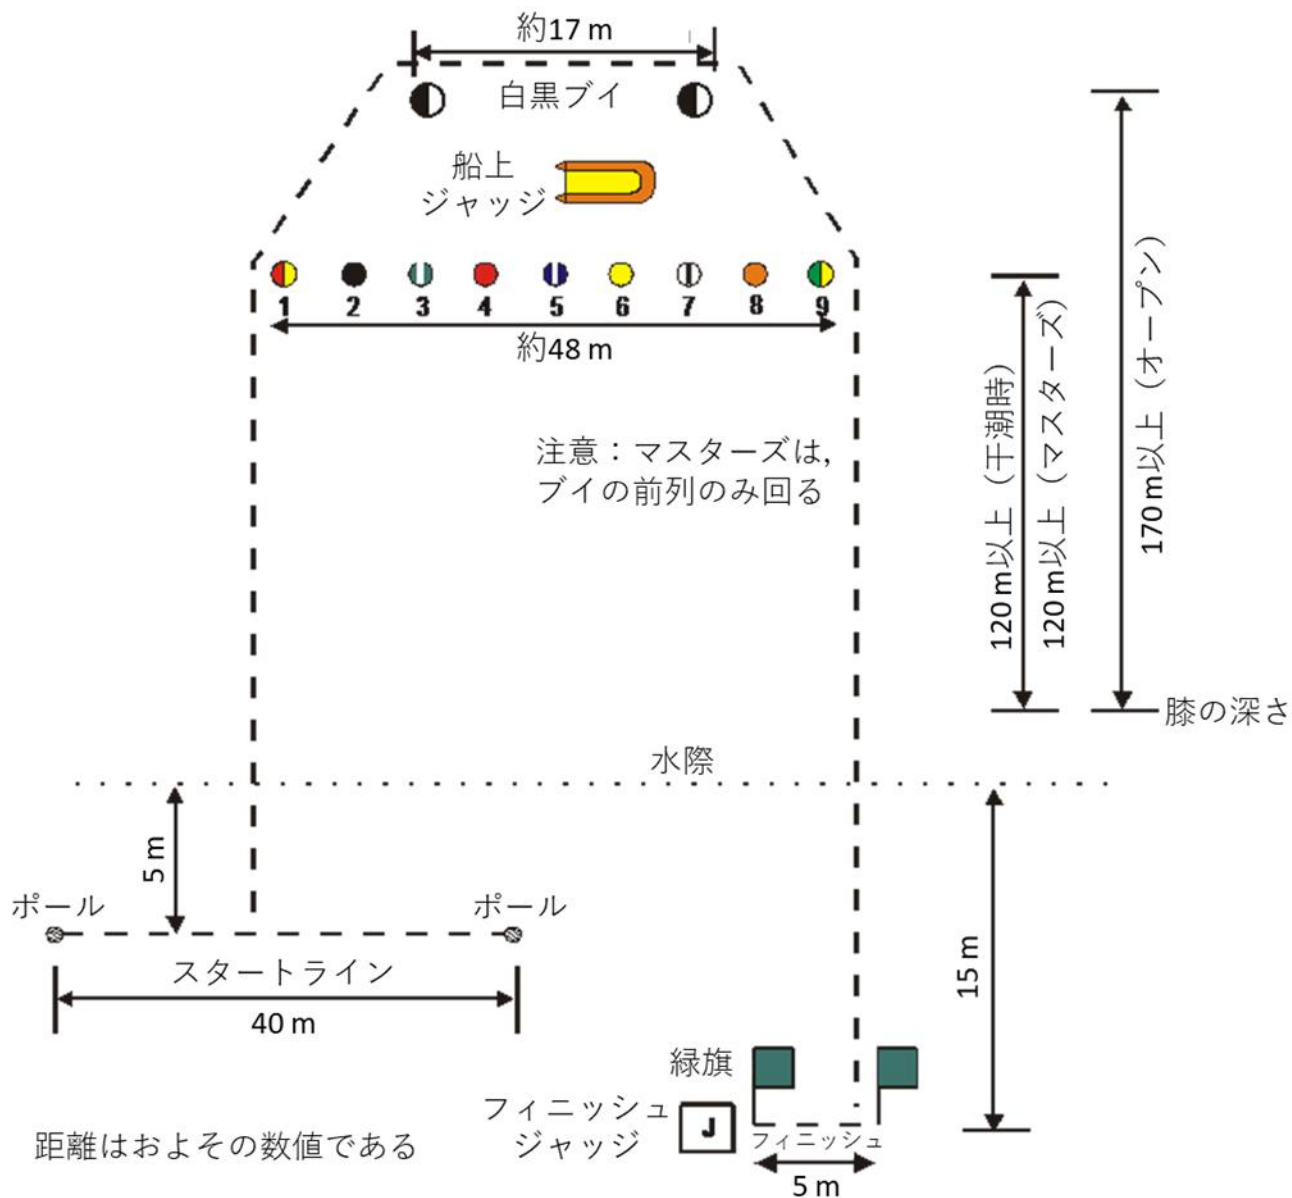 約17 m
白黒ブイ
船上
ジャッジ
1 2 3 4 5 6 7 8 9
約48 m
注意：マスターズは,
ブイの前列のみ回る
120 m以上（干潮時）
120 m以上（マスターズ）
170 m以上（オープン）
膝の深さ
水際
5 m
ポール
ポール
スタートライン
40 m
15 m
緑旗
フィニッシュ
ジャッジ
J
フィニッシュ
5 m
距離はおよその数値である